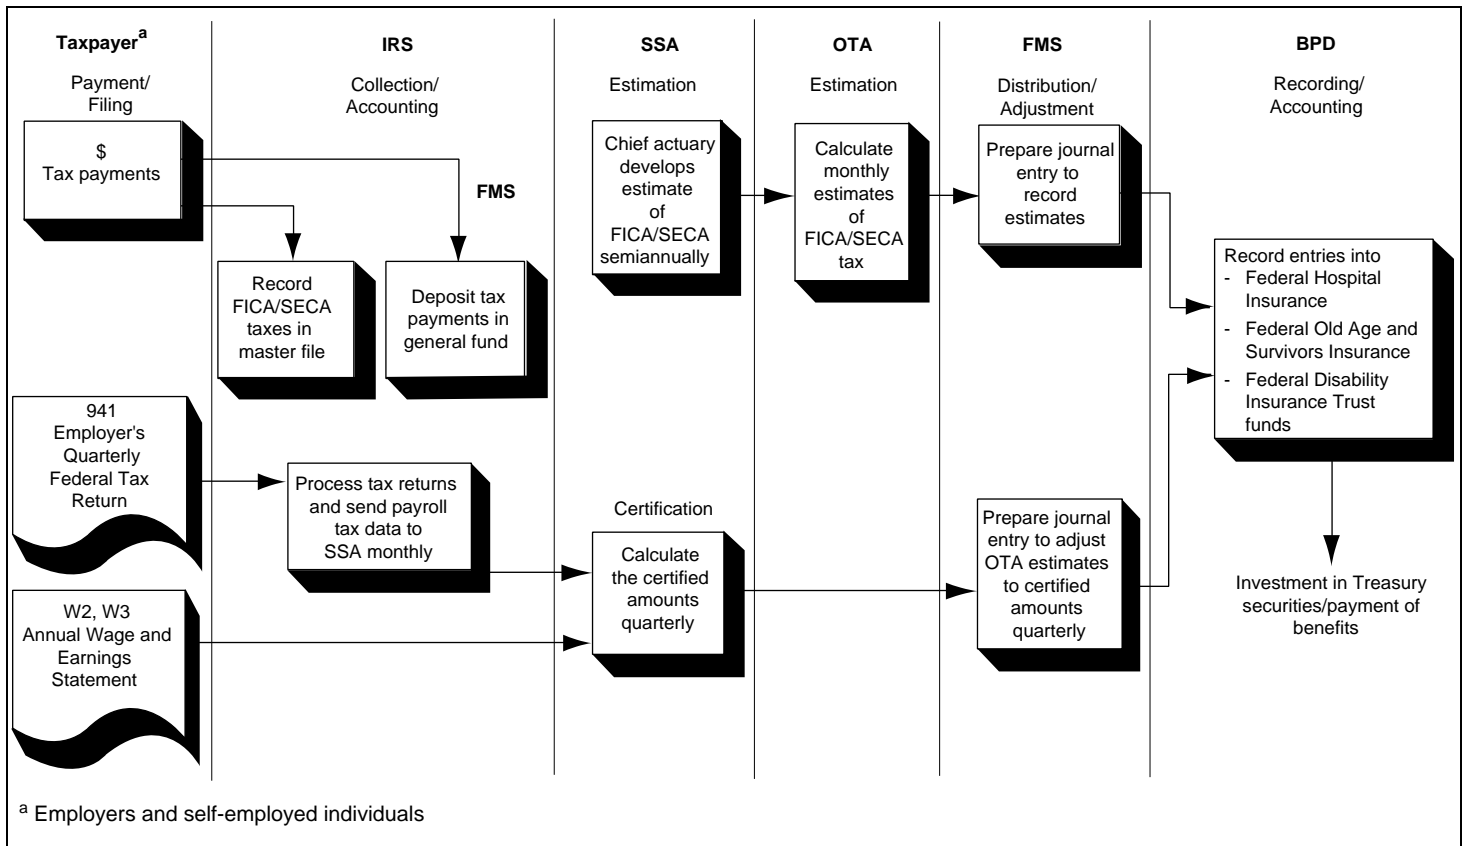 Taxpayer a
Payment/
Filing
$
Tax payments
941
Employer's
Quarterly
Federal Tax
Return
W2, W3
Annual Wage and
Earnings
Statement
IRS
Collection/
Accounting
FMS
Record
FICA/SECA
taxes in
master file
Deposit tax
payments in
general fund
Process tax returns
and send payroll
tax data to
SSA monthly
SSA
Estimation
Chief actuary
develops
estimate
of
FICA/SECA
semiannually
Certification
Calculate
the certified
amounts
quarterly
OTA
Estimation
Calculate
monthly
estimates
of
FICA/SECA
tax
FMS
Distribution/
Adjustment
Prepare journal
entry to
record
estimates
Prepare journal
entry to adjust
OTA estimates
to certified
amounts
quarterly
BPD
Recording/
Accounting
Record entries into
- Federal Hospital
Insurance
- Federal Old Age and
Survivors Insurance
- Federal Disability
Insurance Trust
funds
Investment in Treasury
securities/payment of
benefits
a Employers and self-employed individuals